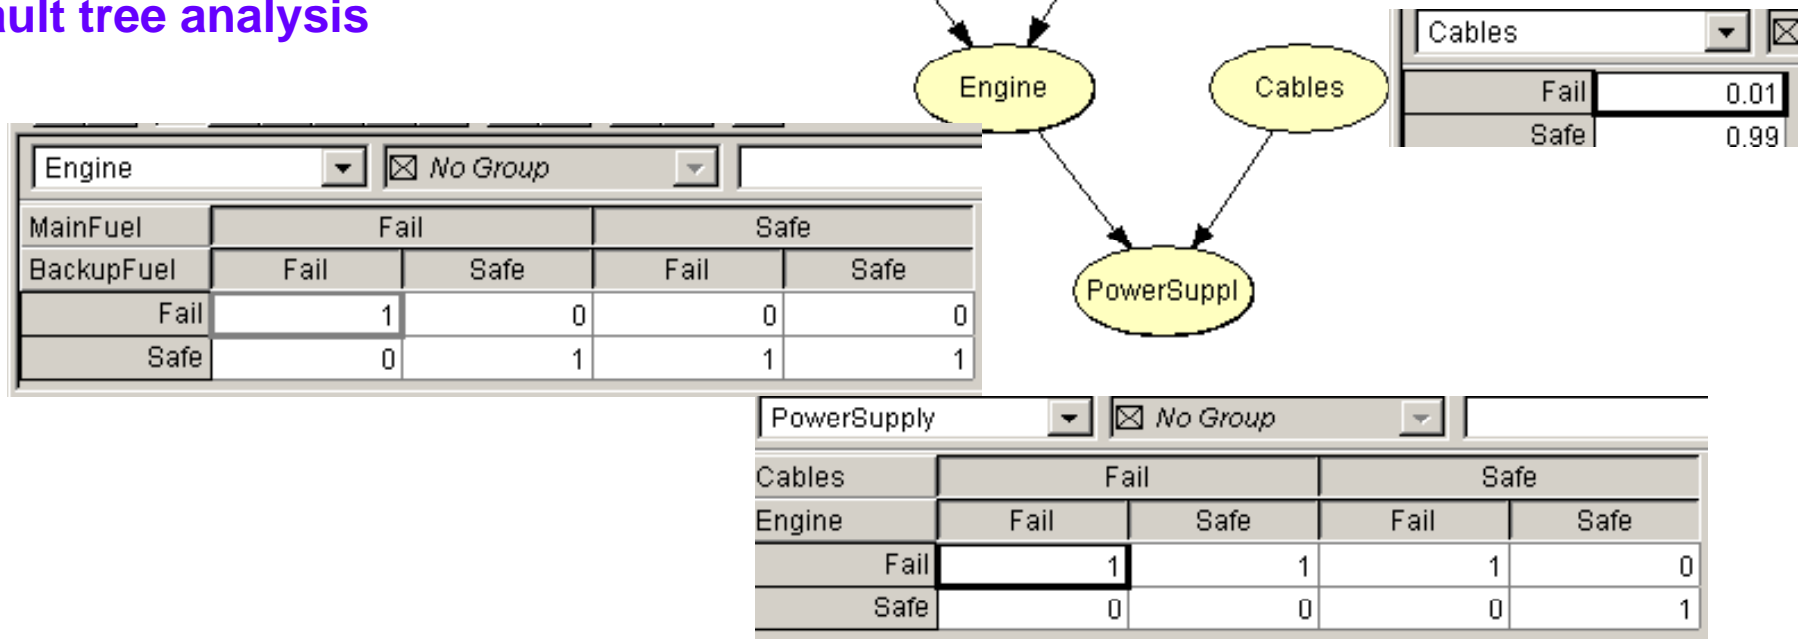 ault tree analysis
Engine
Cables
Cables
Fail 0.01
Safe 0.99
Engine No Group
MainFuel Fail Safe
BackupFuel Fail Safe Fail Safe
Fail 1 0 0 0
Safe 0 1 1 1
PowerSuppl
PowerSupply No Group
Cables Fail Safe
Engine Fail Safe Fail Safe
Fail 1 1 1 0
Safe 0 0 0 1